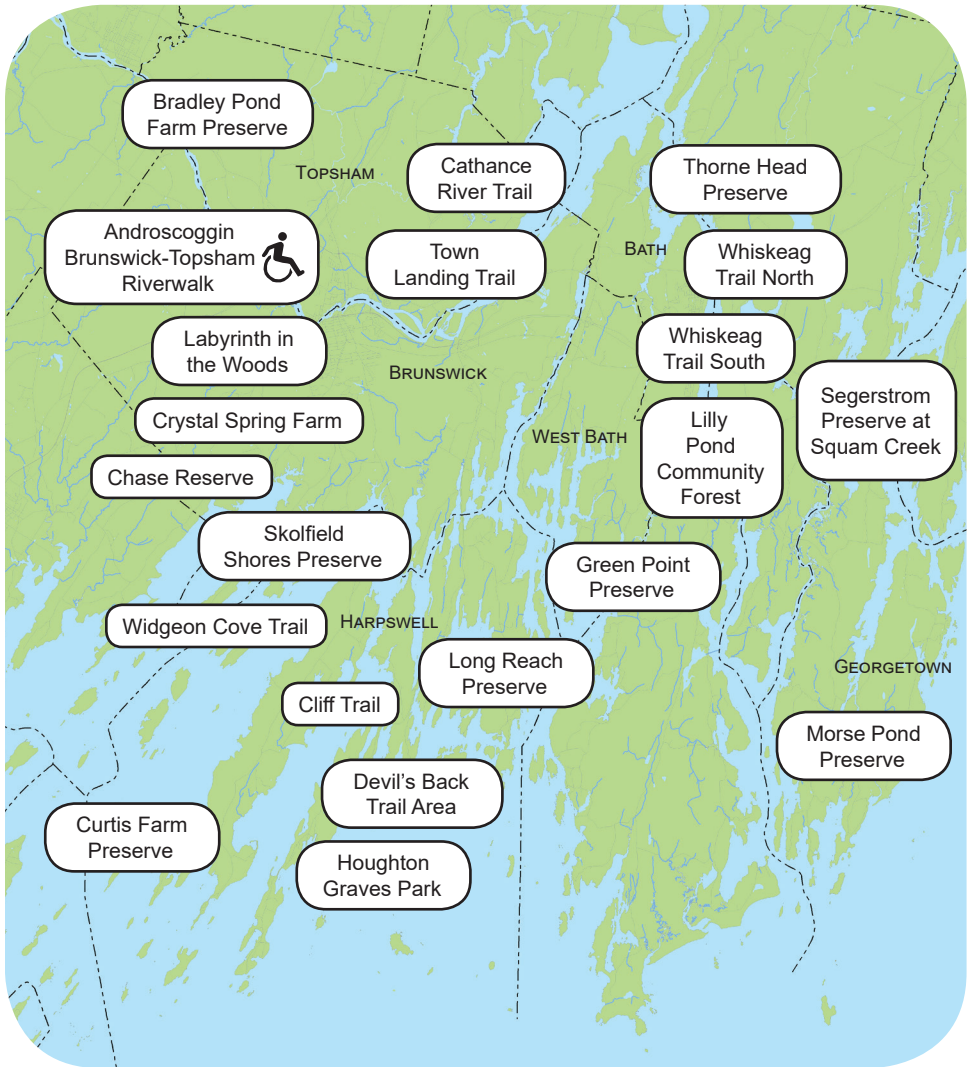 Bradley Pond
Farm Preserve
TOPSHAM
Cathance
River Trail
Thorne Head
Preserve
Androscoggin
Brunswick-Topsham
Riverwalk
Town
Landing Trail
BATH
Whiskeag
Trail North
Labyrinth in
the Woods
BRUNSWICK
Whiskeag
Trail South
Segerstrom
Preserve at
Squam Creek
Crystal Spring Farm
WEST BATH
Lilly
Pond
Community
Forest
Chase Reserve
Skolfield
Shores Preserve
Green Point
Preserve
Widgeon Cove Trail
HARPSWELL
Long Reach
Preserve
GEORGETOWN
Cliff Trail
Morse Pond
Preserve
Devil's Back
Trail Area
Curtis Farm
Preserve
Houghton
Graves Park